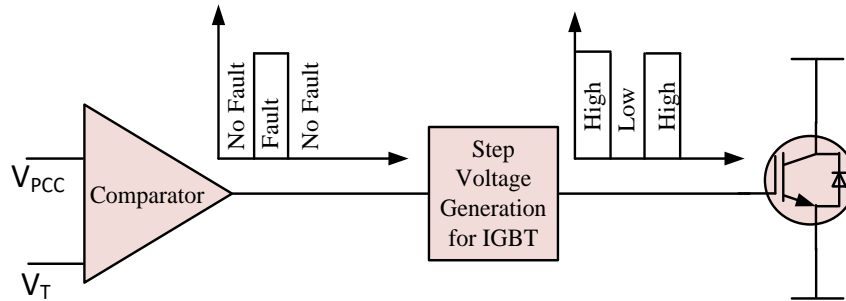 No Fault
Fault
No Fault
High
Low
High
V_PCC
V_T
Comparator
Step
Voltage
Generation
for IGBT